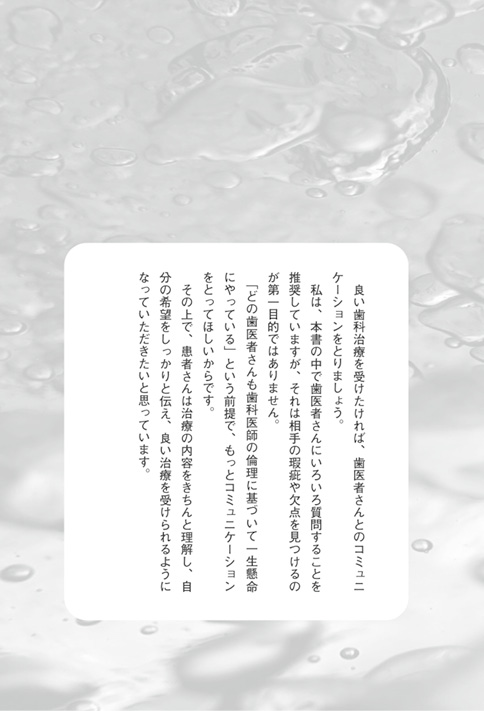 良い歯科治療を受けたければ、歯医者さんとのコミュニ
ケーションをとりましょう。
私は、本書の中で歯医者さんにいろいろ質問することを
推奨していますが、それは相手の瑕疵や欠点を見つけるの
が第一目的ではありません。
「どの歯医者さんも歯科医師の倫理に基づいて一生懸命
にやっている」という前提で、もっとコミュニケーション
をとってほしいからです。
その上で、患者さんは治療の内容をきちんと理解し、自
分の希望をしっかりと伝え、良い治療を受けられるように
なっていただきたいと思っています。